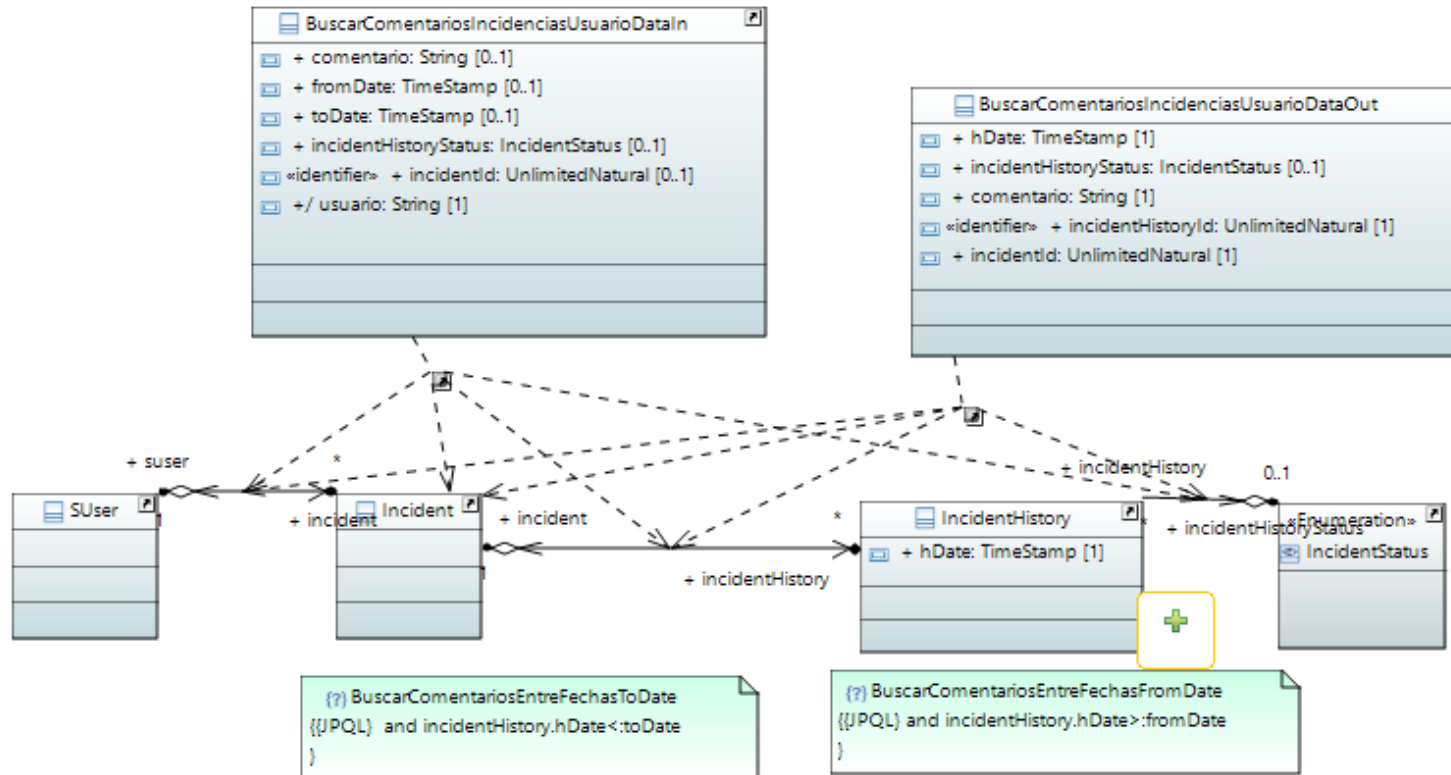 BuscarComentariosIncidenciasUsuarioDataIn
+ comentario: String [0..1]
+ fromDate: TimeStamp [0..1]
+ toDate: TimeStamp [0..1]
+ incidentHistoryStatus: IncidentStatus [0..1]
«identifier» + incidentId: UnlimitedNatural [0..1]
+/ usuario: String [1]
BuscarComentariosIncidenciasUsuarioDataOut
+ hDate: TimeStamp [1]
+ incidentHistoryStatus: IncidentStatus [0..1]
+ comentario: String [1]
«identifier» + incidentHistoryId: UnlimitedNatural [1]
+ incidentId: UnlimitedNatural [1]
+ suser
*
+ incidentHistory
0..1
SUser
1
+ incident
Incident
+ incident
*
1
+ incidentHistory
IncidentHistory
+ hDate: TimeStamp [1]
*
+ incidentHistoryStatus
«Enumeration»
IncidentStatus
{?} BuscarComentariosEntreFechasToDate
{{JPQL} and incidentHistory.hDate<:toDate
}
{?} BuscarComentariosEntreFechasFromDate
{{JPQL} and incidentHistory.hDate>:fromDate
}